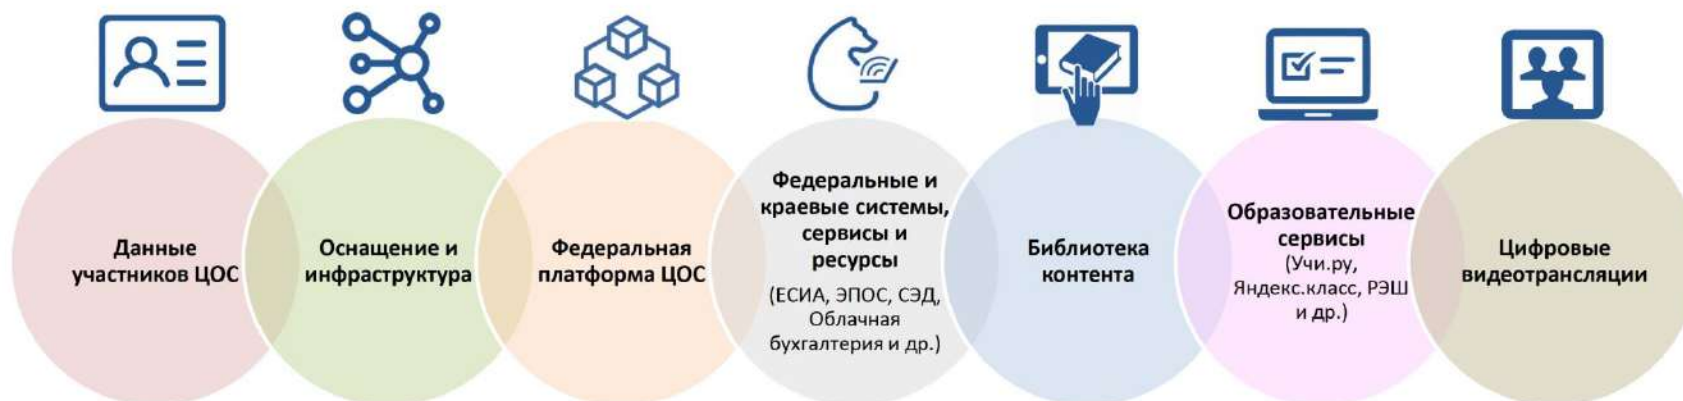 Данные
участников ЦОС
Оснащение и
инфраструктура
Федеральная
платформа ЦОС
Федеральные и
краевые системы,
сервисы и
ресурсы
(ЕСИА, ЭПОС, СЭД,
Облачная
бухгалтерия и др.)
Библиотека
контента
Образовательные
сервисы
(Учи.ру,
Яндекс.класс, РЭШ
и др.)
Цифровые
видеотрансляции